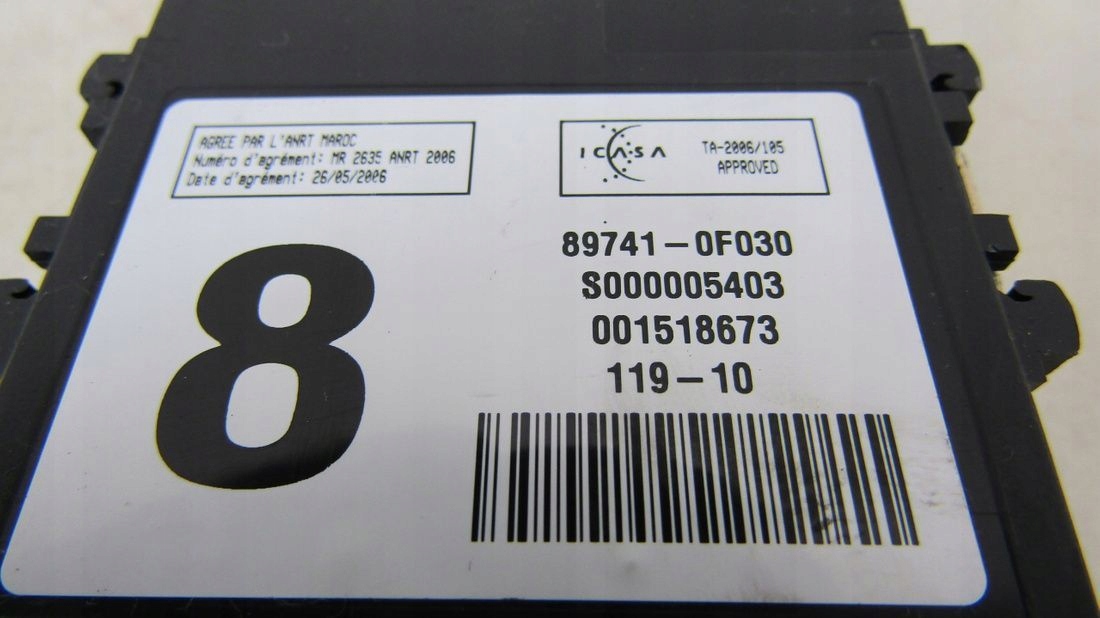 AGREE PAR L'ANRT MAROC
Numéro d'agrément: MR 2635 ANRT 2006
Date d'agrément: 26/05/2006
ICASA
TA-2006/105
APPROVED
8
89741-0F030
S000005403
001518673
119-10